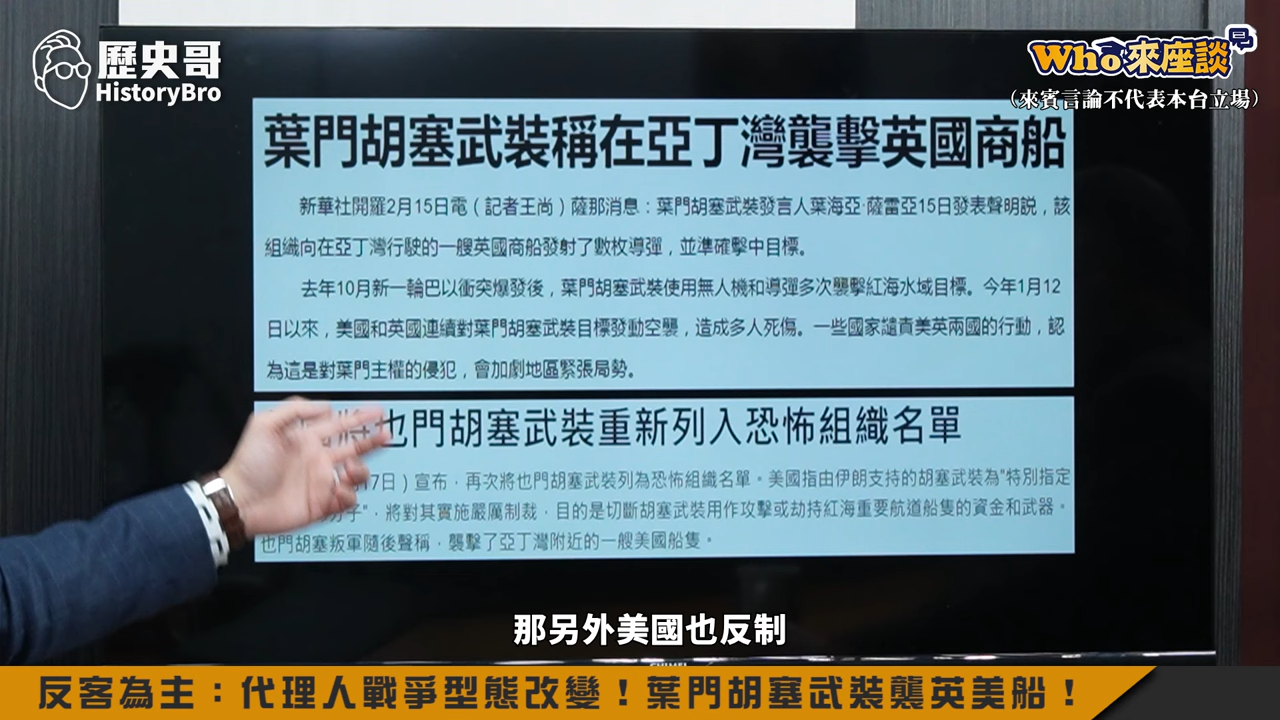 歷史哥
HistoryBro
Who來座談
(來賓言論不代表本台立場)
葉門胡塞武裝稱在亞丁灣襲擊英國商船
新華社開羅2月15日電（記者王尚）薩那消息：葉門胡塞武裝發言人葉海亞·薩雷亞15日發表聲明説，該
組織向在亞丁灣行駛的一艘英國商船發射了數枚導彈，並準確擊中目標。
去年10月新一輪巴以衝突爆發後，葉門胡塞武裝使用無人機和導彈多次襲擊紅海水域目標。今年1月12
日以來，美國和英國連續對葉門胡塞武裝目標發動空襲，造成多人死傷。一些國家譴責美英兩國的行動，認
為這是對葉門主權的侵犯，會加劇地區緊張局勢。
將也門胡塞武裝重新列入恐怖組織名單
17日）宣布，再次將也門胡塞武裝列為恐怖組織名單。美國指由伊朗支持的胡塞武裝為"特別指定
分子"，將對其實施嚴厲制裁，目的是切斷胡塞武裝用作攻擊或劫持紅海重要航道船隻的資金和武器。
也門胡塞叛軍隨後聲稱，襲擊了亞丁灣附近的一艘美國船隻。
那另外美國也反制
反客為主：代理人戰爭型態改變！葉門胡塞武裝襲英美船！